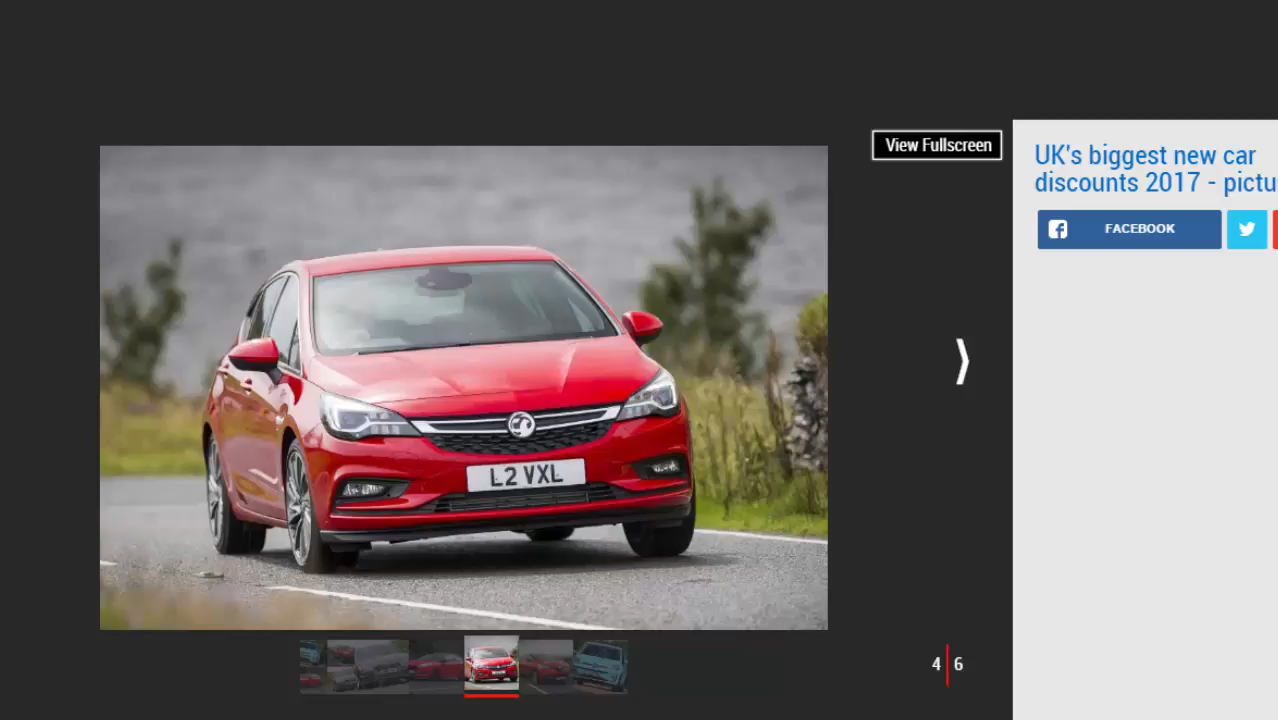 View Fullscreen
UK's biggest new car
discounts 2017 - pictu
FACEBOOK
L2 VXL
4 6